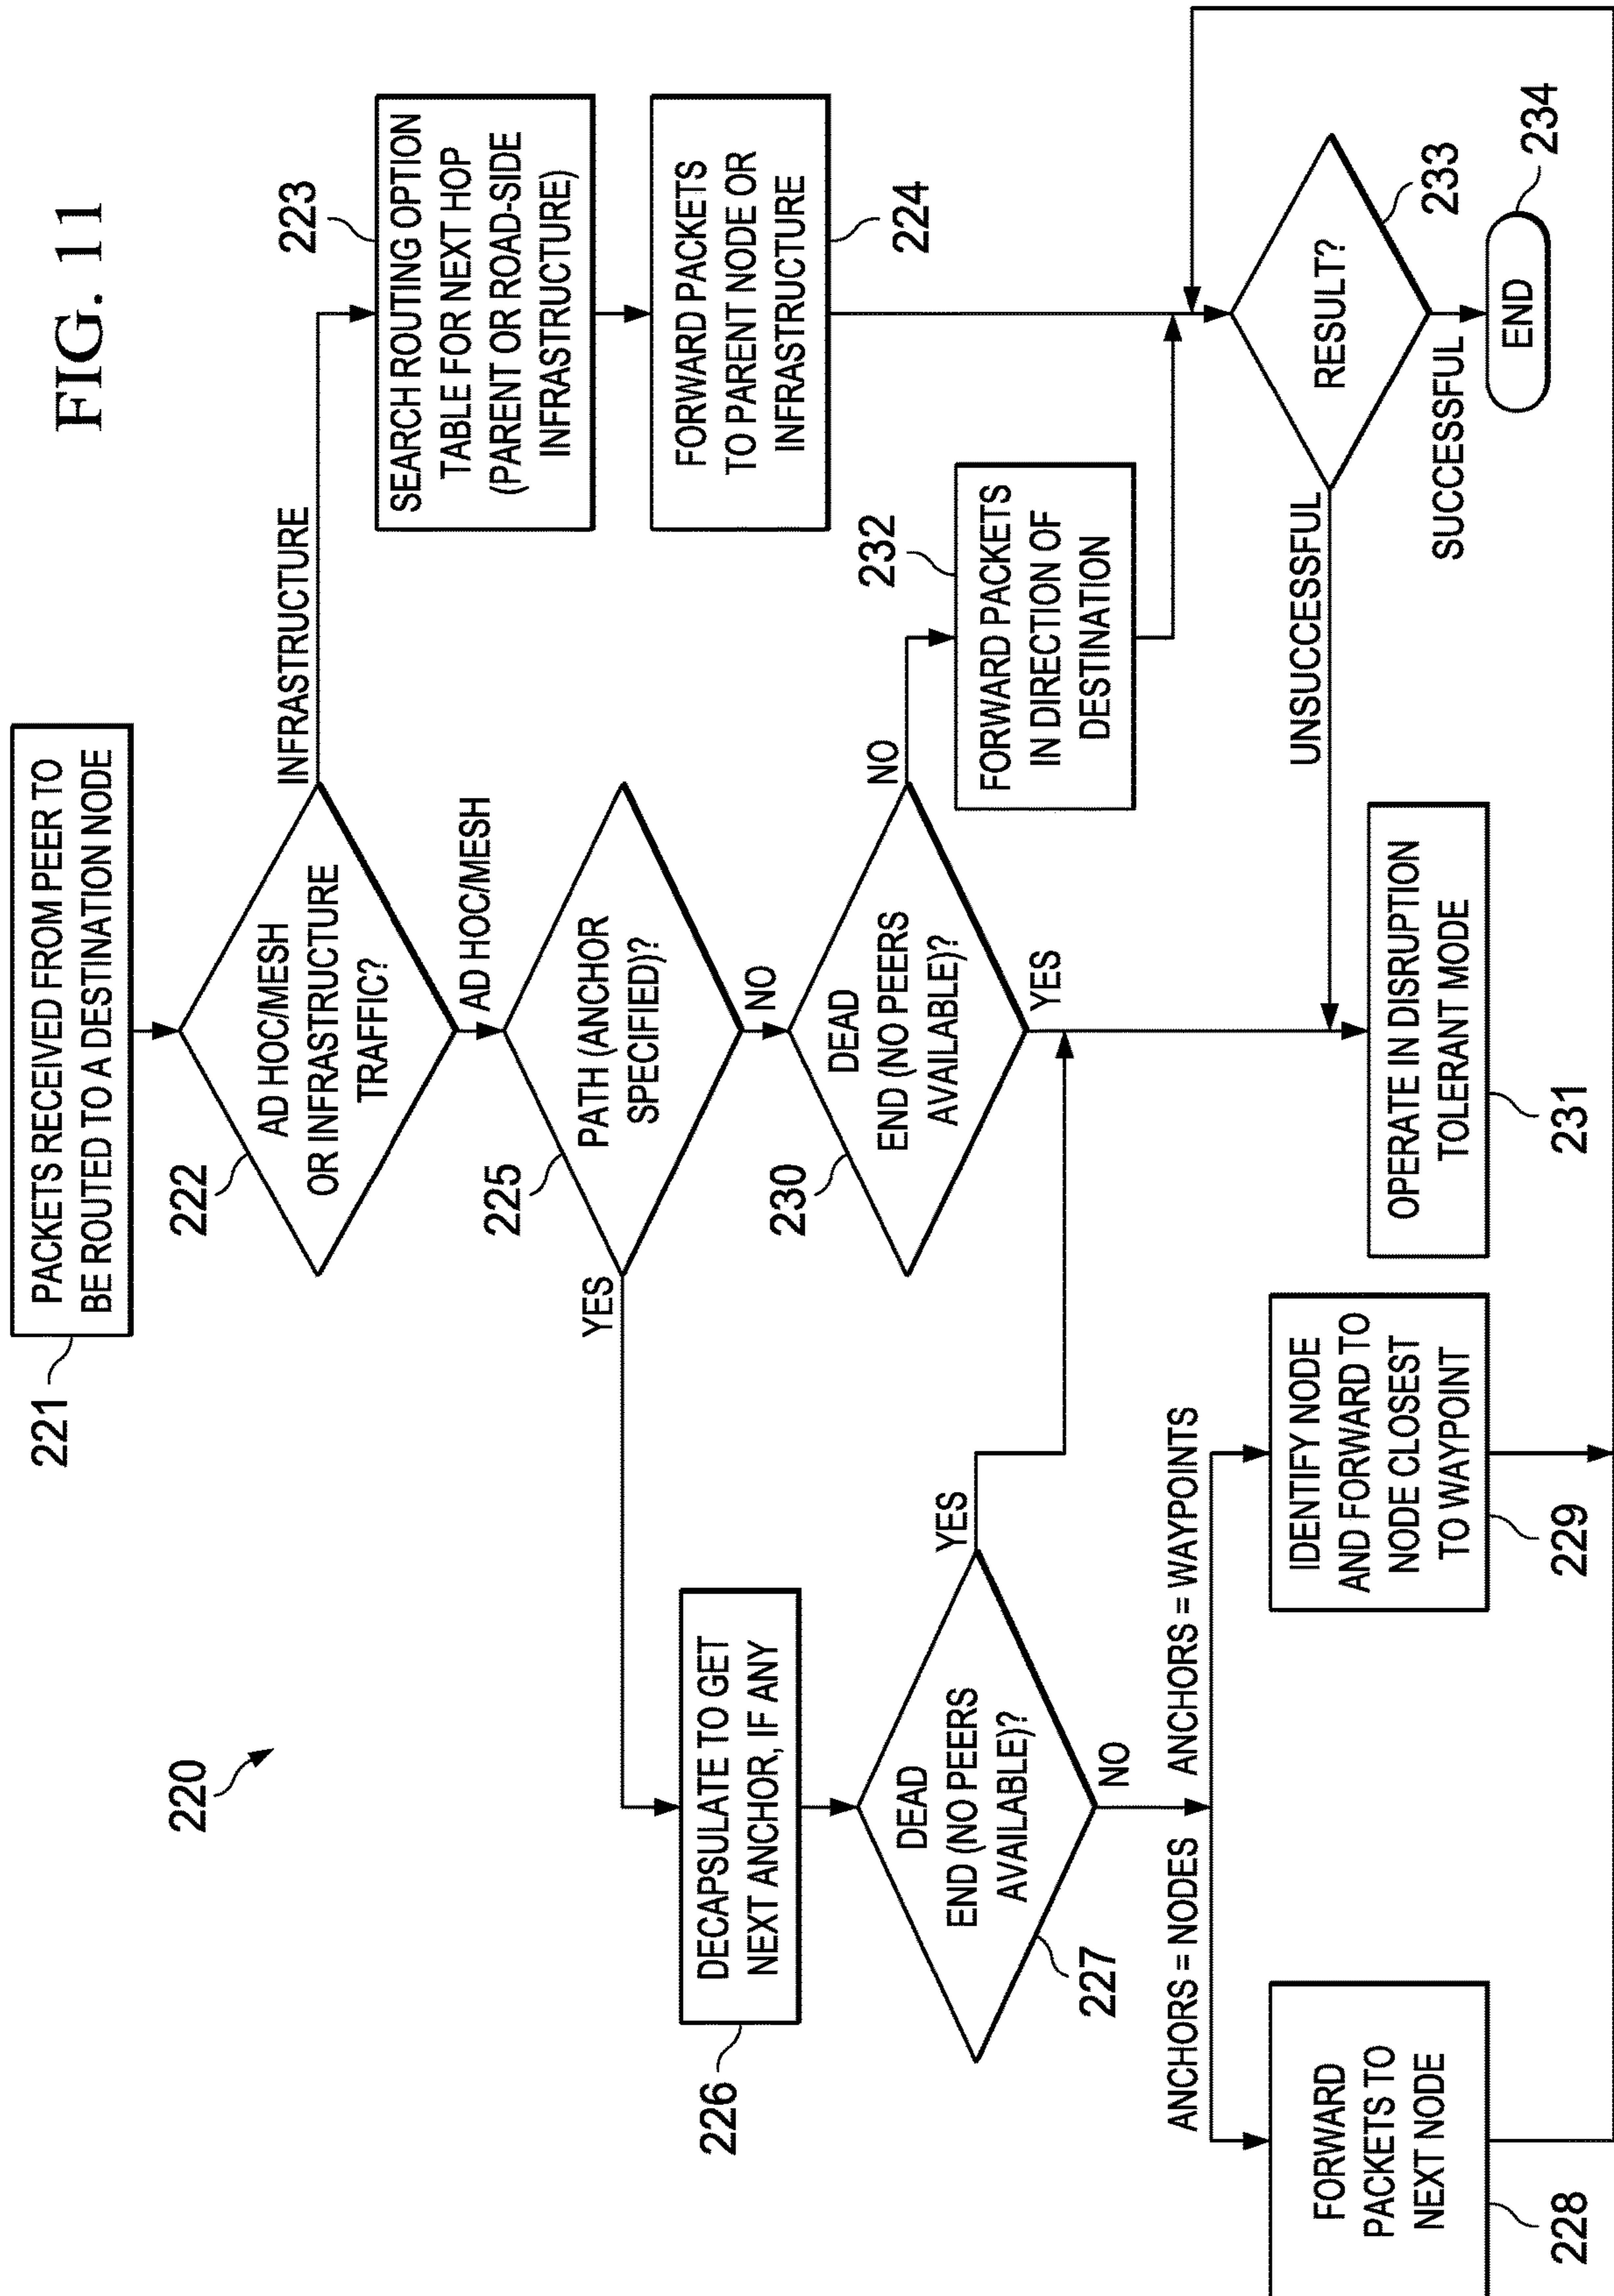 FIG. 11
220
221
PACKETS RECEIVED FROM PEER TO
BE ROUTED TO A DESTINATION NODE
222
AD HOC/MESH
OR INFRASTRUCTURE
TRAFFIC?
INFRASTRUCTURE
AD HOC/MESH
223
SEARCH ROUTING OPTION
TABLE FOR NEXT HOP
(PARENT OR ROAD-SIDE
INFRASTRUCTURE)
FORWARD PACKETS
TO PARENT NODE OR
INFRASTRUCTURE
224
225
PATH (ANCHOR
SPECIFIED)?
YES
NO
DECAPSULATE TO GET
NEXT ANCHOR, IF ANY
226
DEAD
END (NO PEERS
AVAILABLE)?
227
YES
NO
230
DEAD
END (NO PEERS
AVAILABLE)?
NO
YES
232
FORWARD PACKETS
IN DIRECTION OF
DESTINATION
ANCHORS = NODES
ANCHORS = WAYPOINTS
FORWARD
PACKETS TO
NEXT NODE
228
IDENTIFY NODE
AND FORWARD TO
NODE CLOSEST
TO WAYPOINT
229
OPERATE IN DISRUPTION
TOLERANT MODE
231
UNSUCCESSFUL
RESULT?
233
SUCCESSFUL
END
234